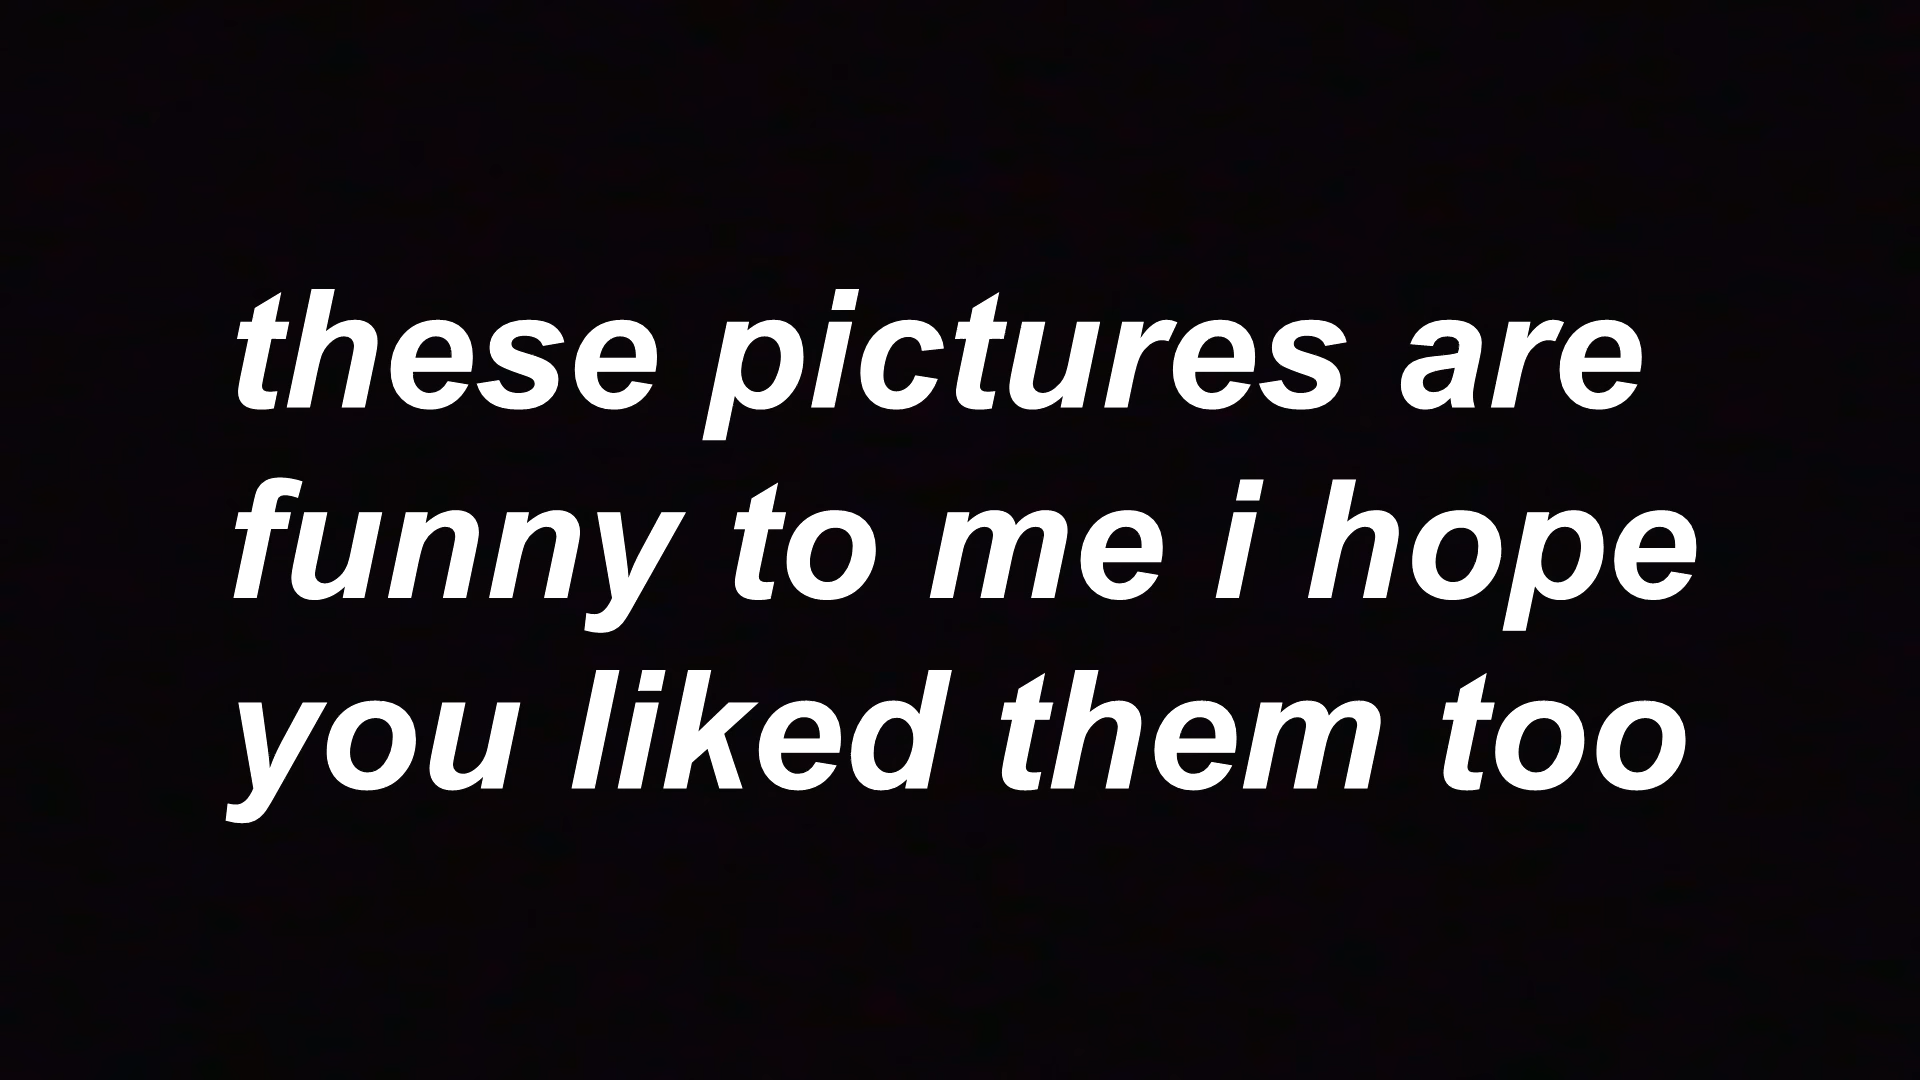 these pictures are
funny to me i hope
you liked them too